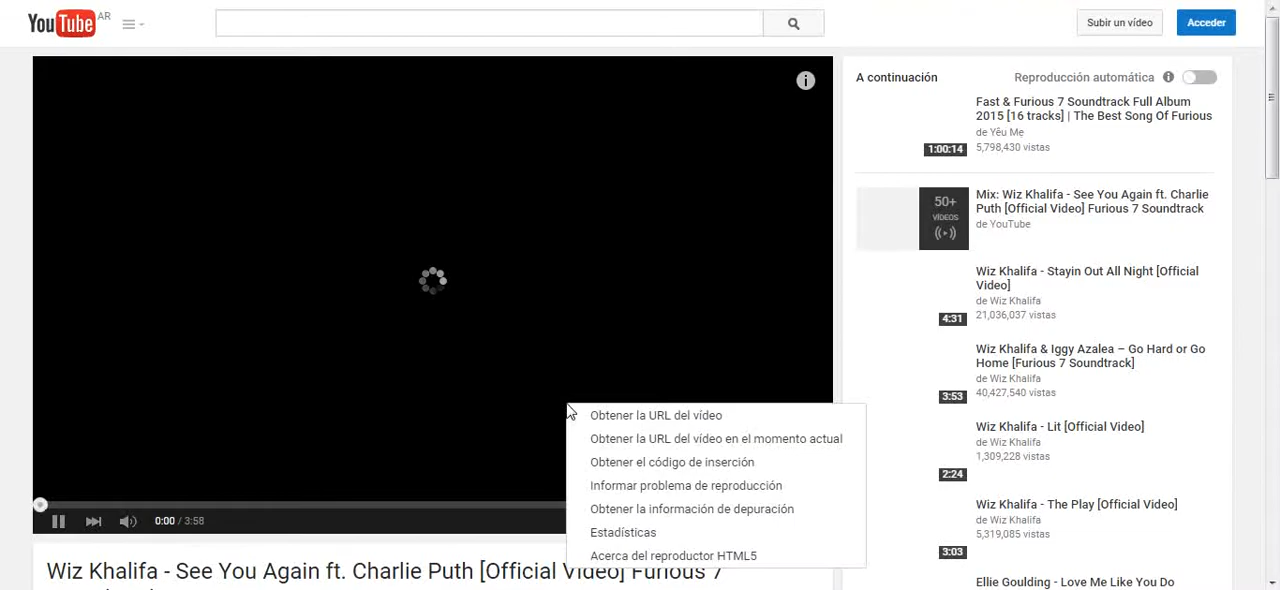 YouTube AR
Subir un vídeo
Acceder
A continuación
Reproducción automática
i
Fast & Furious 7 Soundtrack Full Album
2015 [16 tracks] | The Best Song Of Furious
de Yêu Mẹ
5,798,430 vistas
1:00:14
50+
VÍDEOS
Mix: Wiz Khalifa - See You Again ft. Charlie
Puth [Official Video] Furious 7 Soundtrack
de YouTube
Wiz Khalifa - Stayin Out All Night [Official
Video]
de Wiz Khalifa
21,036,037 vistas
4:31
Wiz Khalifa & Iggy Azalea – Go Hard or Go
Home [Furious 7 Soundtrack]
de Wiz Khalifa
40,427,540 vistas
3:53
Wiz Khalifa - Lit [Official Video]
de Wiz Khalifa
1,309,228 vistas
2:24
Wiz Khalifa - The Play [Official Video]
de Wiz Khalifa
5,319,085 vistas
3:03
Ellie Goulding - Love Me Like You Do
Obtener la URL del vídeo
Obtener la URL del vídeo en el momento actual
Obtener el código de inserción
Informar problema de reproducción
Obtener la información de depuración
Estadísticas
Acerca del reproductor HTML5
0:00 / 3:58
Wiz Khalifa - See You Again ft. Charlie Puth [Official Video] Furious 7